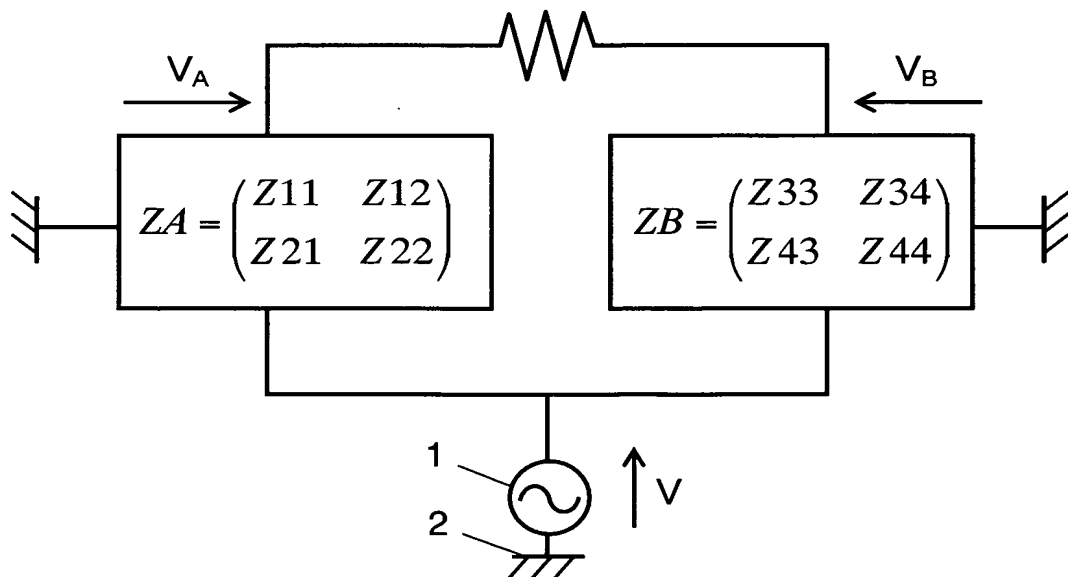 V_A
V_B
ZA = (Z11 Z12
Z21 Z22)
ZB = (Z33 Z34
Z43 Z44)
1
V
2